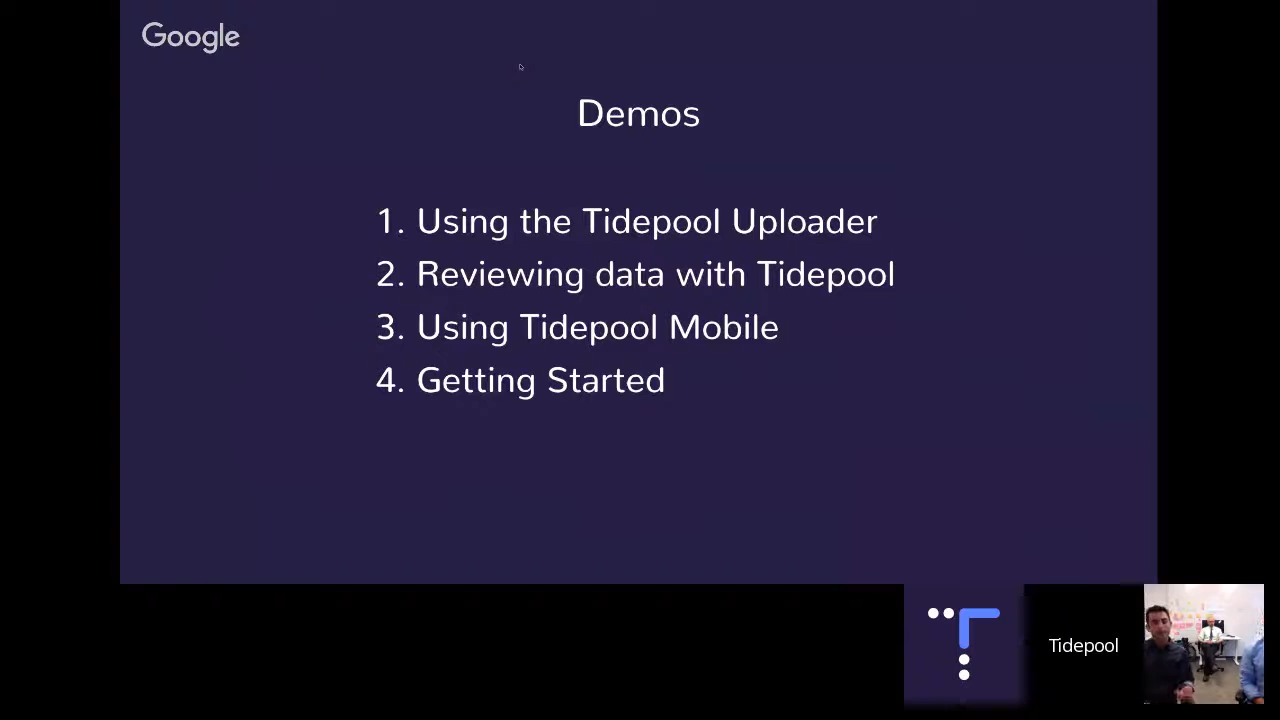 Google
Demos
1. Using the Tidepool Uploader
2. Reviewing data with Tidepool
3. Using Tidepool Mobile
4. Getting Started
Tidepool